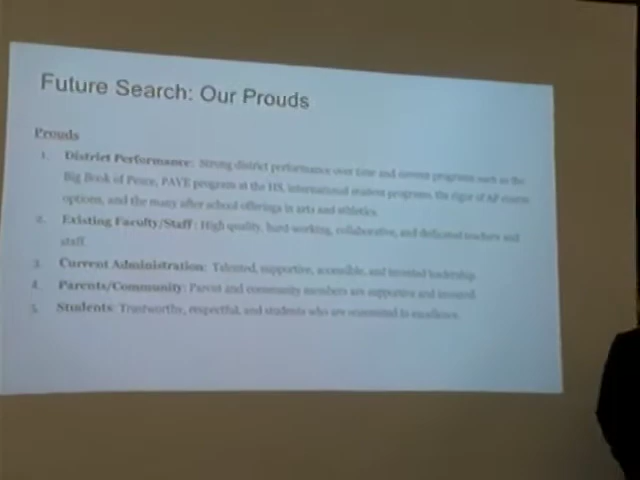 Future Search: Our Prouds
Prouds
1. District Performance: Strong district performance over time and current programs such as the
Big Book of Peace, PAVE program at the HS, international student programs, the rigor of AP course
options, and the many after school offerings in arts and athletics.
2. Existing Faculty/Staff: High quality, hard-working, collaborative, and dedicated teachers and
staff.
3. Current Administration: Talented, supportive, accessible, and trusted leadership.
4. Parents/Community: Parent and community members are supportive and
5. Students: Trustworthy, respectful, and students who are committed to excellence.